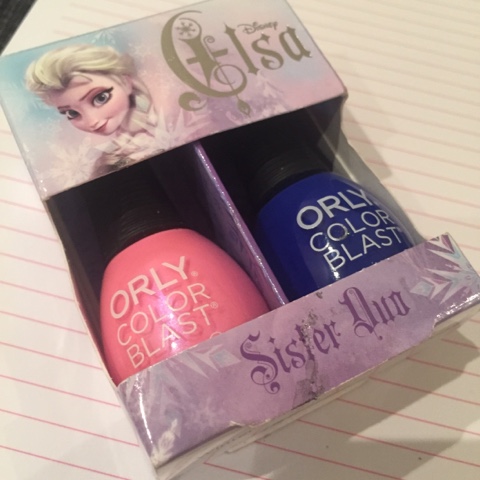 Disney
Elsa
ORLY®
COLOR
BLAST®
ORLY
COLOR
BLAST
Sister Duo